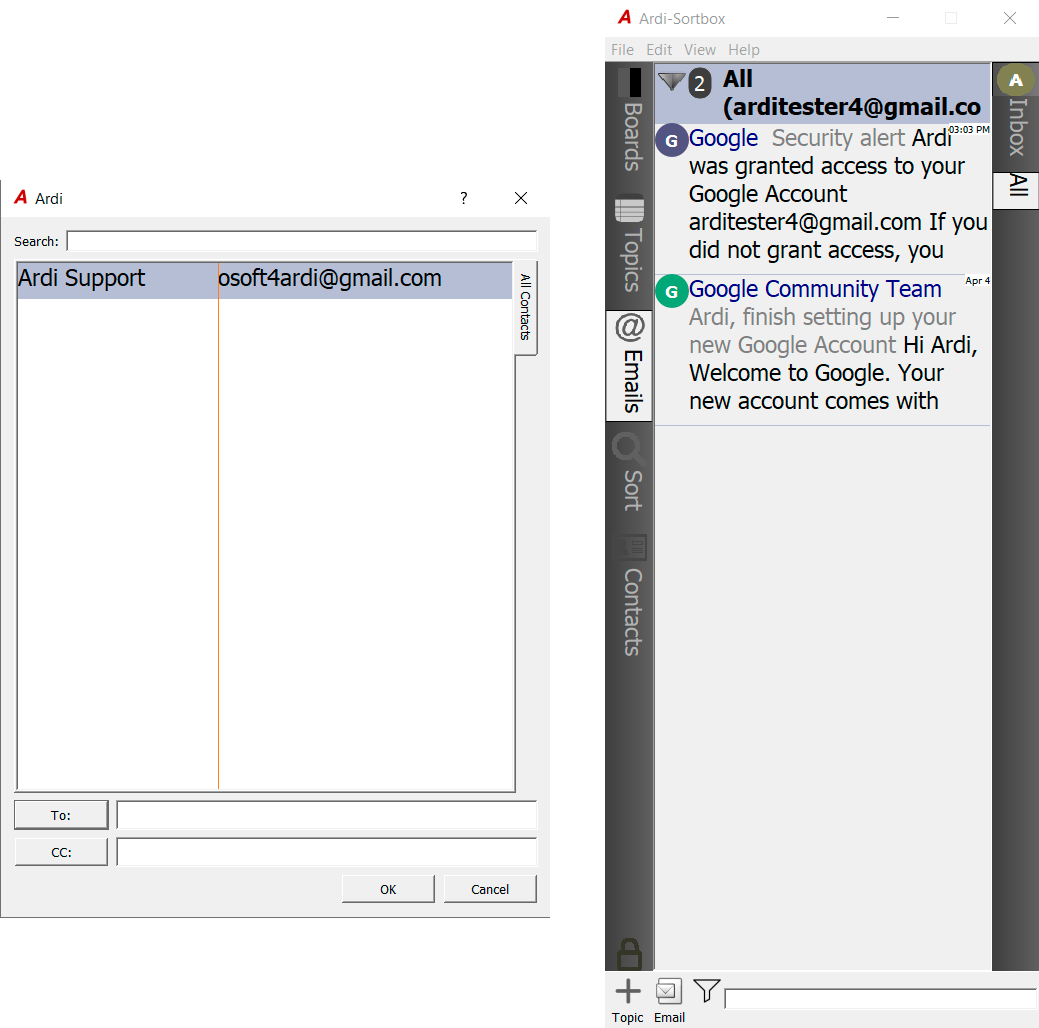 Ardi
?
Search:
Ardi Support osoft4ardi@gmail.com
All Contacts
To:
CC:
OK Cancel
Ardi-Sortbox
File Edit View Help
Boards
Topics
@ Emails
Sort
Contacts
2 All
(arditester4@gmail.co
03:03 PM
G Google Security alert Ardi
was granted access to your
Google Account
arditester4@gmail.com If you
did not grant access, you
Apr 4
G Google Community Team
Ardi, finish setting up your
new Google Account Hi Ardi,
Welcome to Google. Your
new account comes with
A
Inbox
All
Topic Email